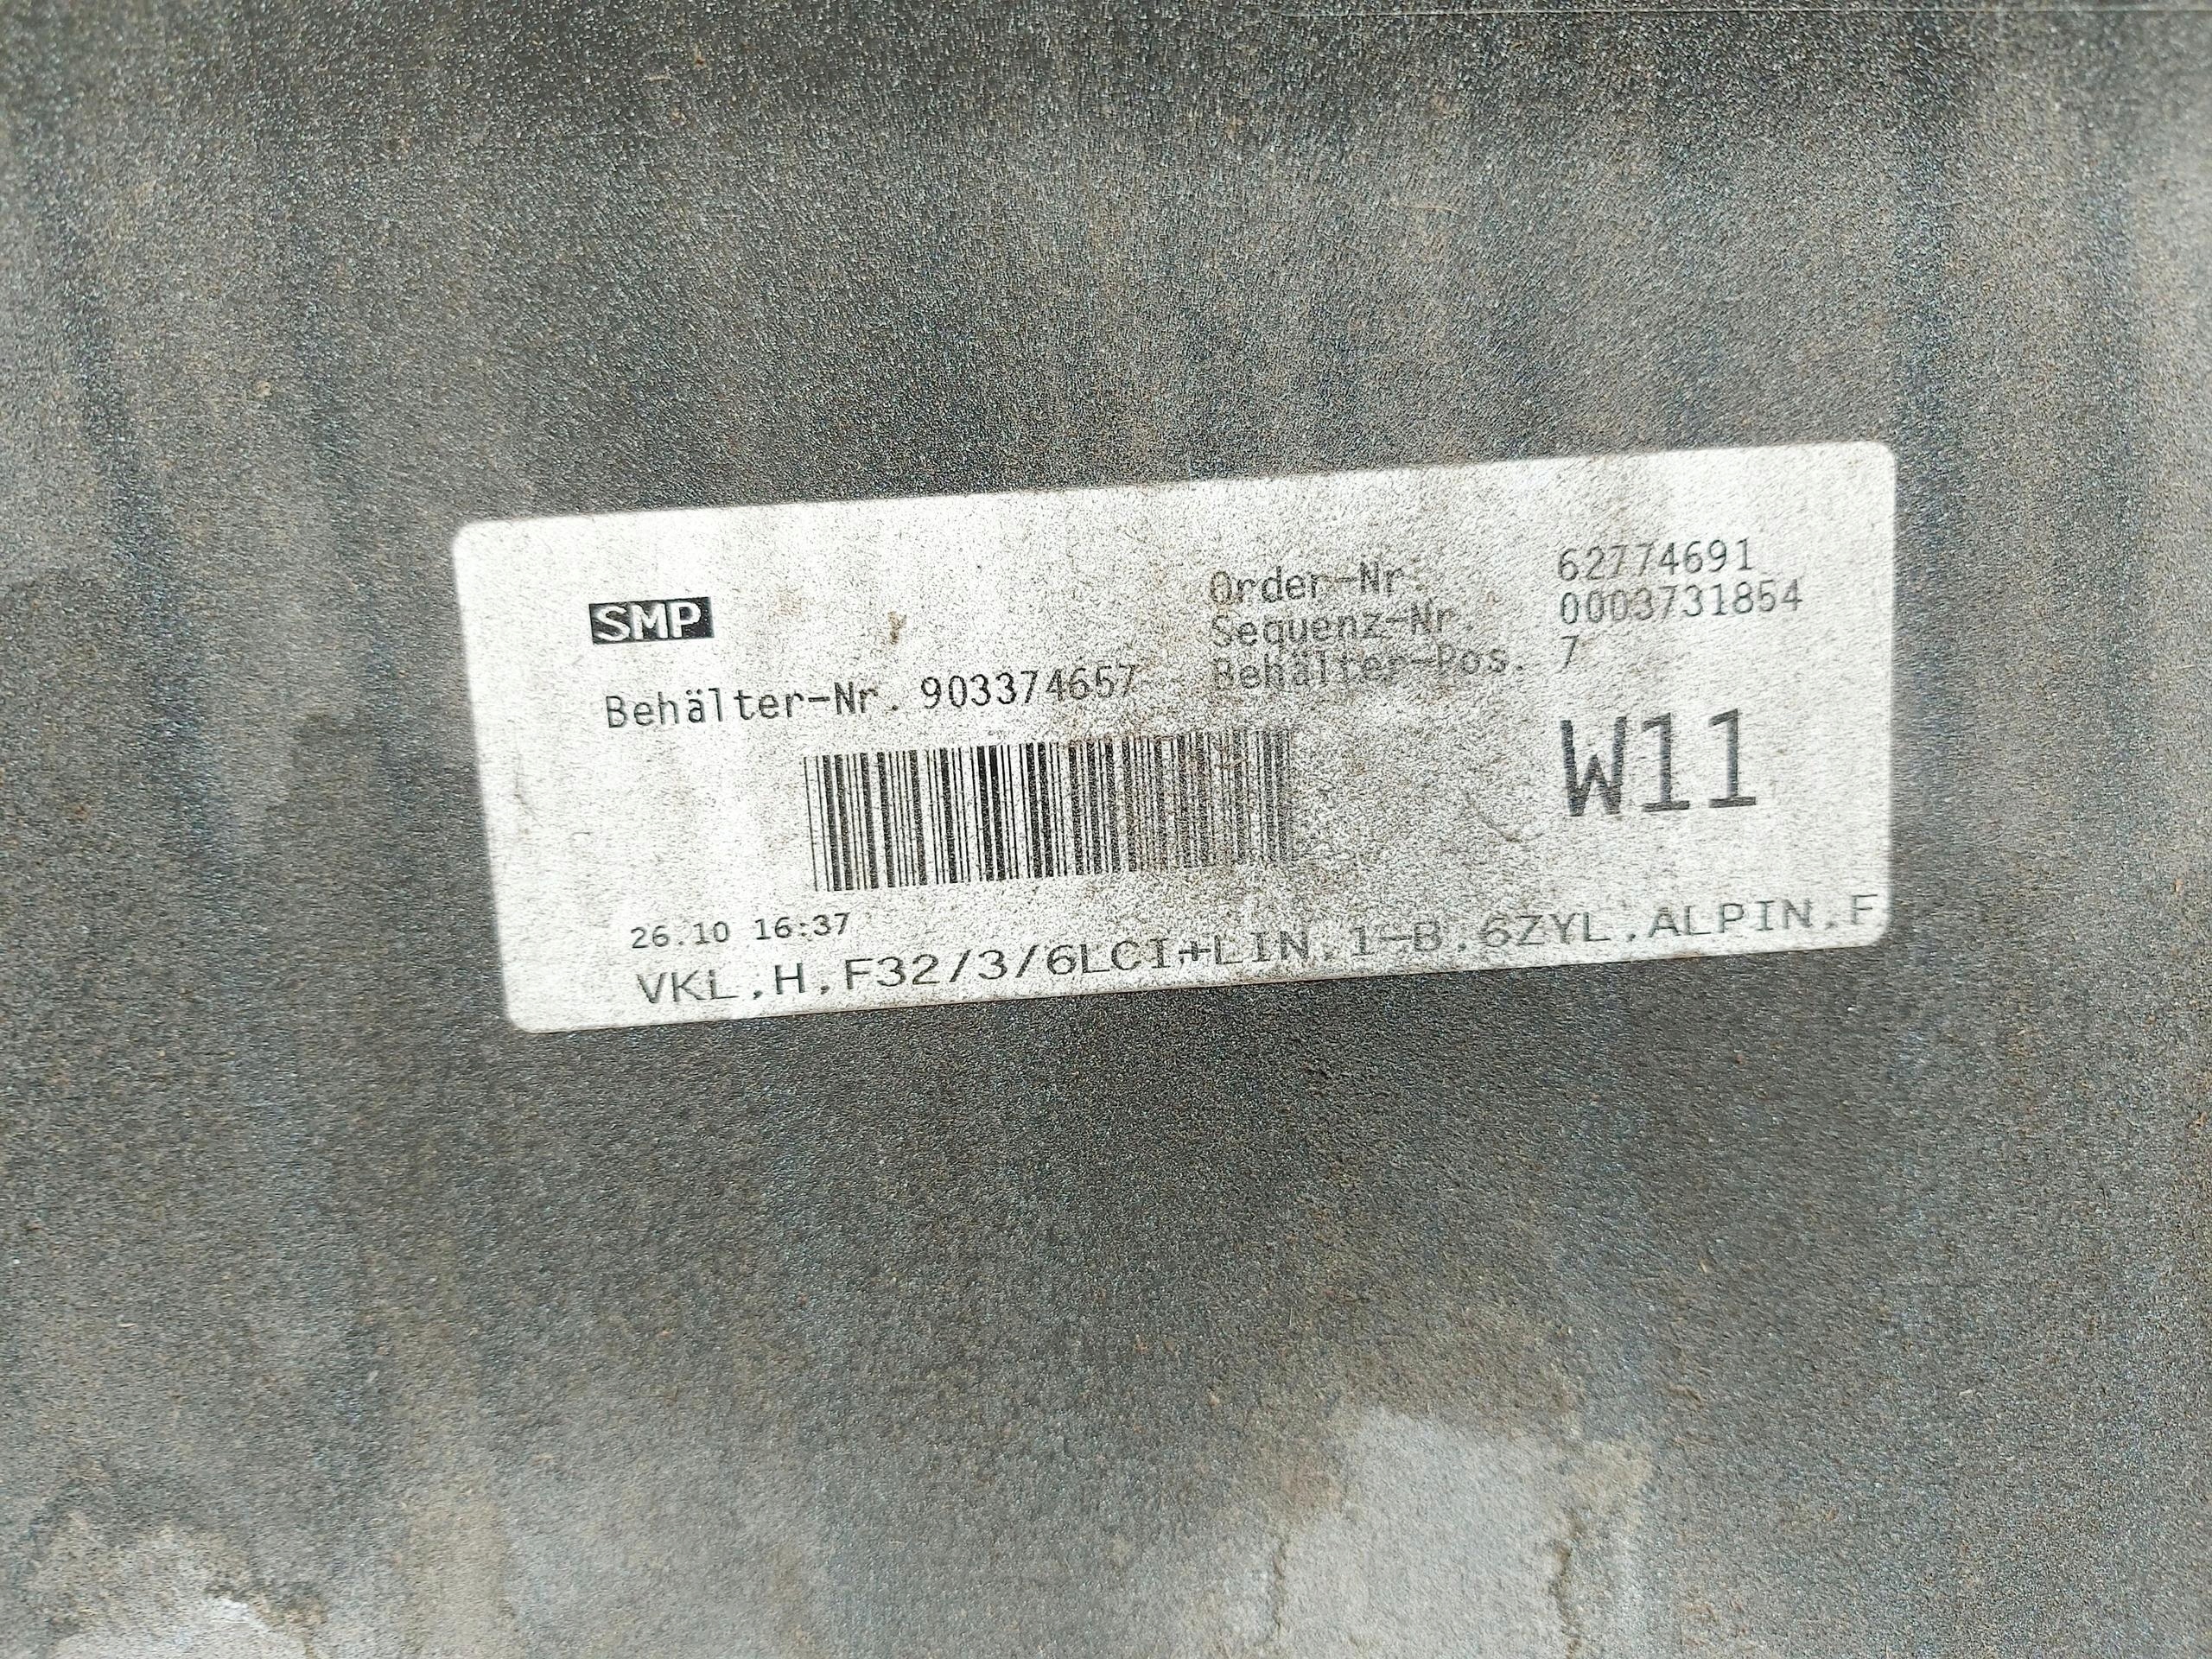 SMP
Order-Nr. 62774691
Sequenz-Nr. 0003731854
Behälter-Pos. 7
Behälter-Nr. 903374657
W11
26.10 16:37
VKL,H,F32/3/6LCI+LIN,1-B,6ZYL,ALPIN,F